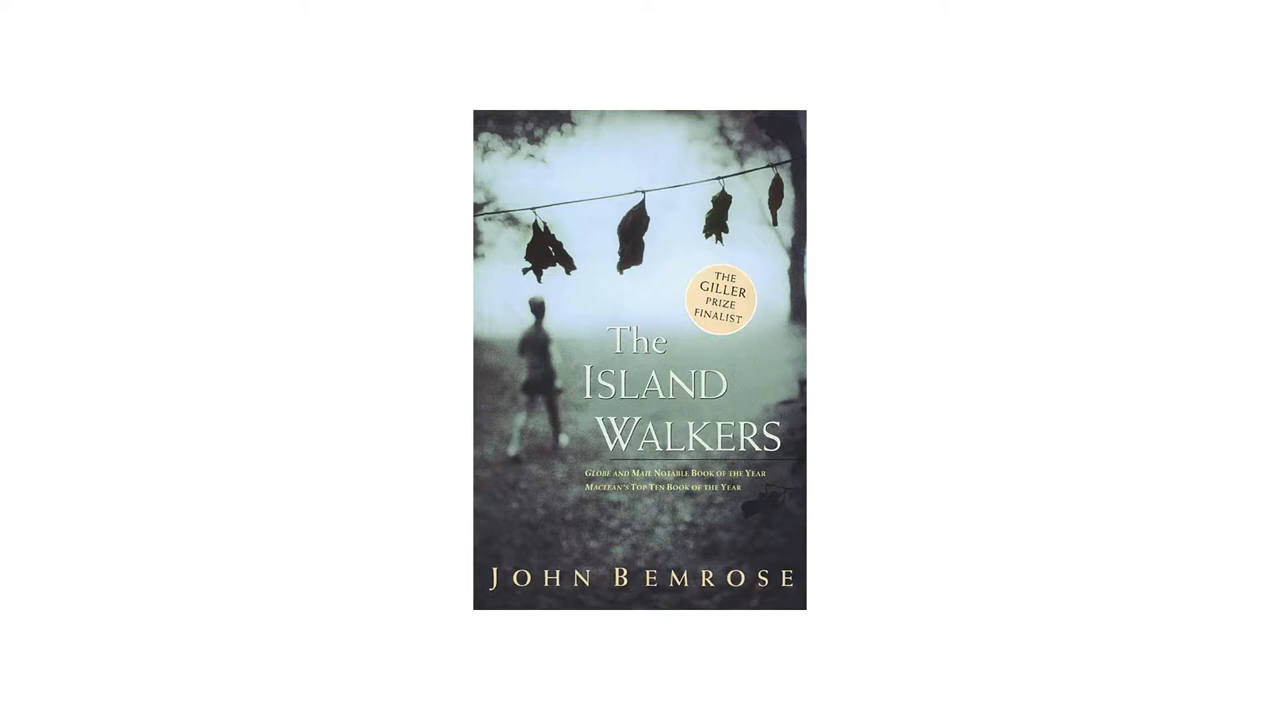 THE
GILLER
PRIZE
FINALIST
The
ISLAND
WALKERS
GLOBE AND MAIL NOTABLE BOOK OF THE YEAR
MACLEAN'S TOP TEN BOOK OF THE YEAR
JOHN BEMROSE